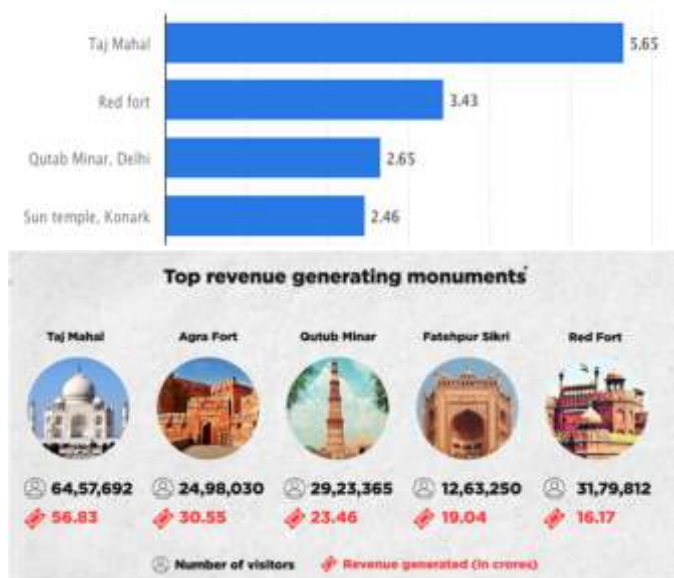 Taj Mahal 5.65
Red fort 3.43
Qutab Minar, Delhi 2.65
Sun temple, Konark 2.46
Top revenue generating monuments*
Taj Mahal Agra Fort Qutub Minar Fatehpur Sikri Red Fort
64,57,692 24,98,030 29,23,365 12,63,250 31,79,812
56.83 30.55 23.46 19.04 16.17
Number of visitors Revenue generated (in crores)